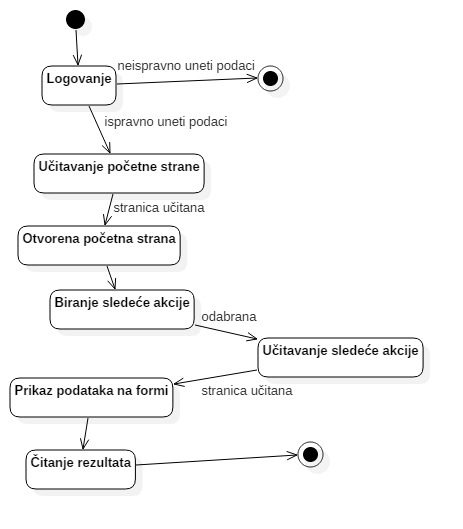 neispravno uneti podaci
Logovanje
ispravno uneti podaci
Učitavanje početne strane
stranica učitana
Otvorena početna strana
Biranje sledeće akcije
odabrana
Učitavanje sledeće akcije
Prikaz podataka na formi
stranica učitana
Čitanje rezultata